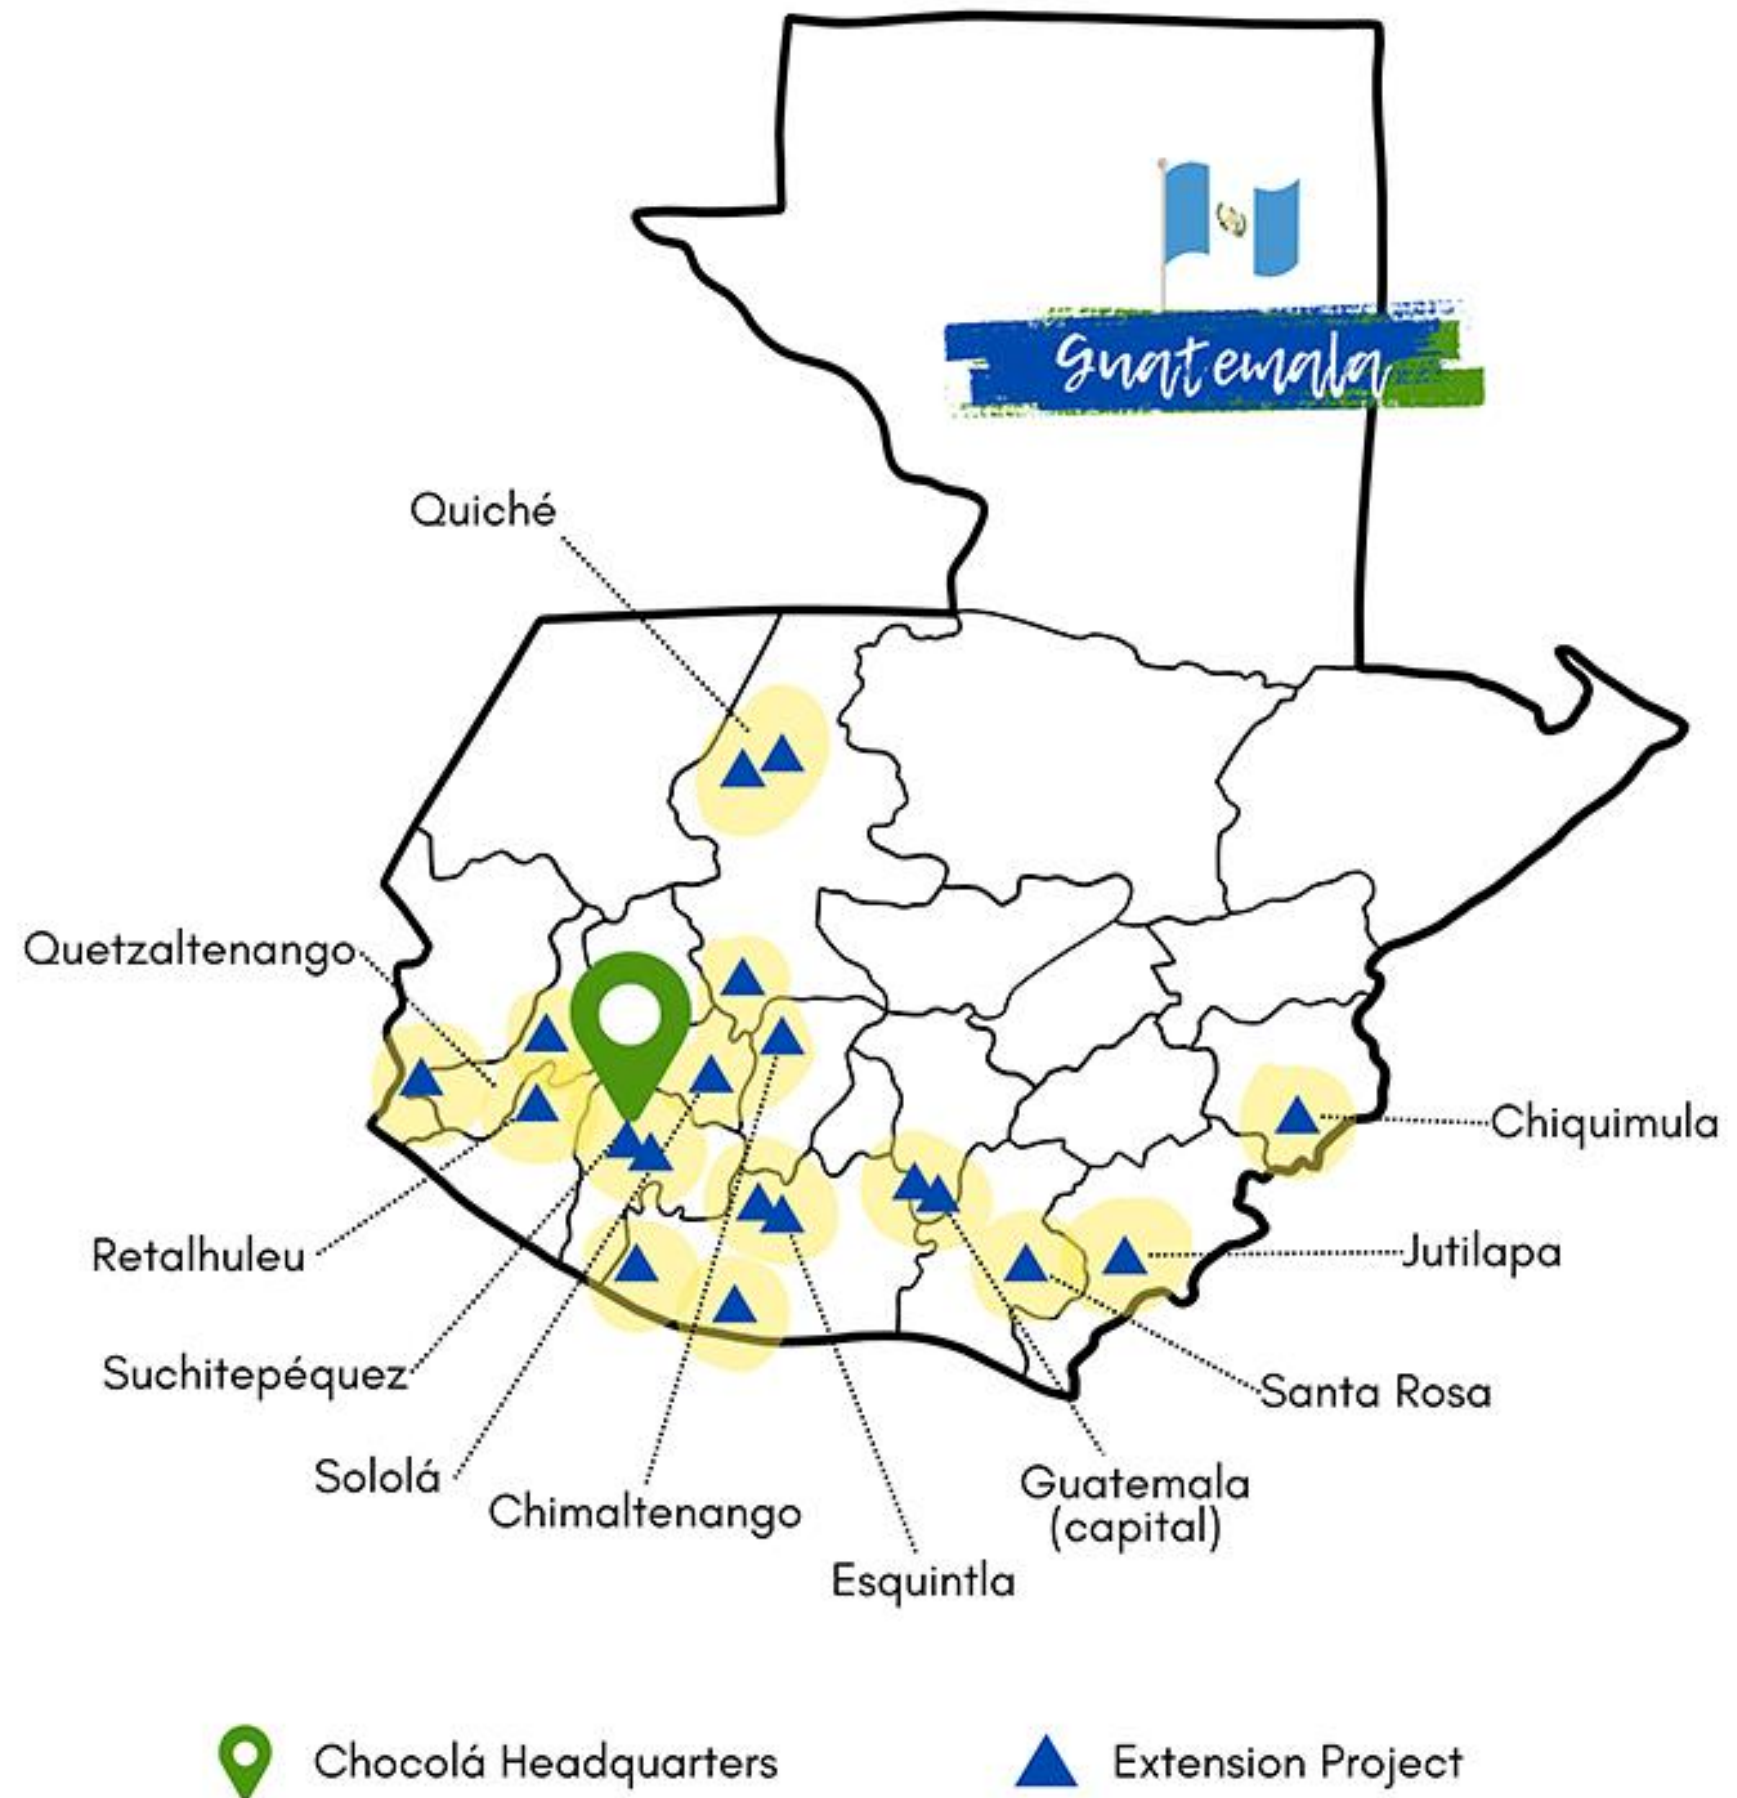 Guatemala
Quiché
Quetzaltenango
Chiquimula
Retalhuleu
Jutilapa
Suchitepéquez
Santa Rosa
Sololá
Chimaltenango
Guatemala
(capital)
Esquintla
Chocolá Headquarters
Extension Project